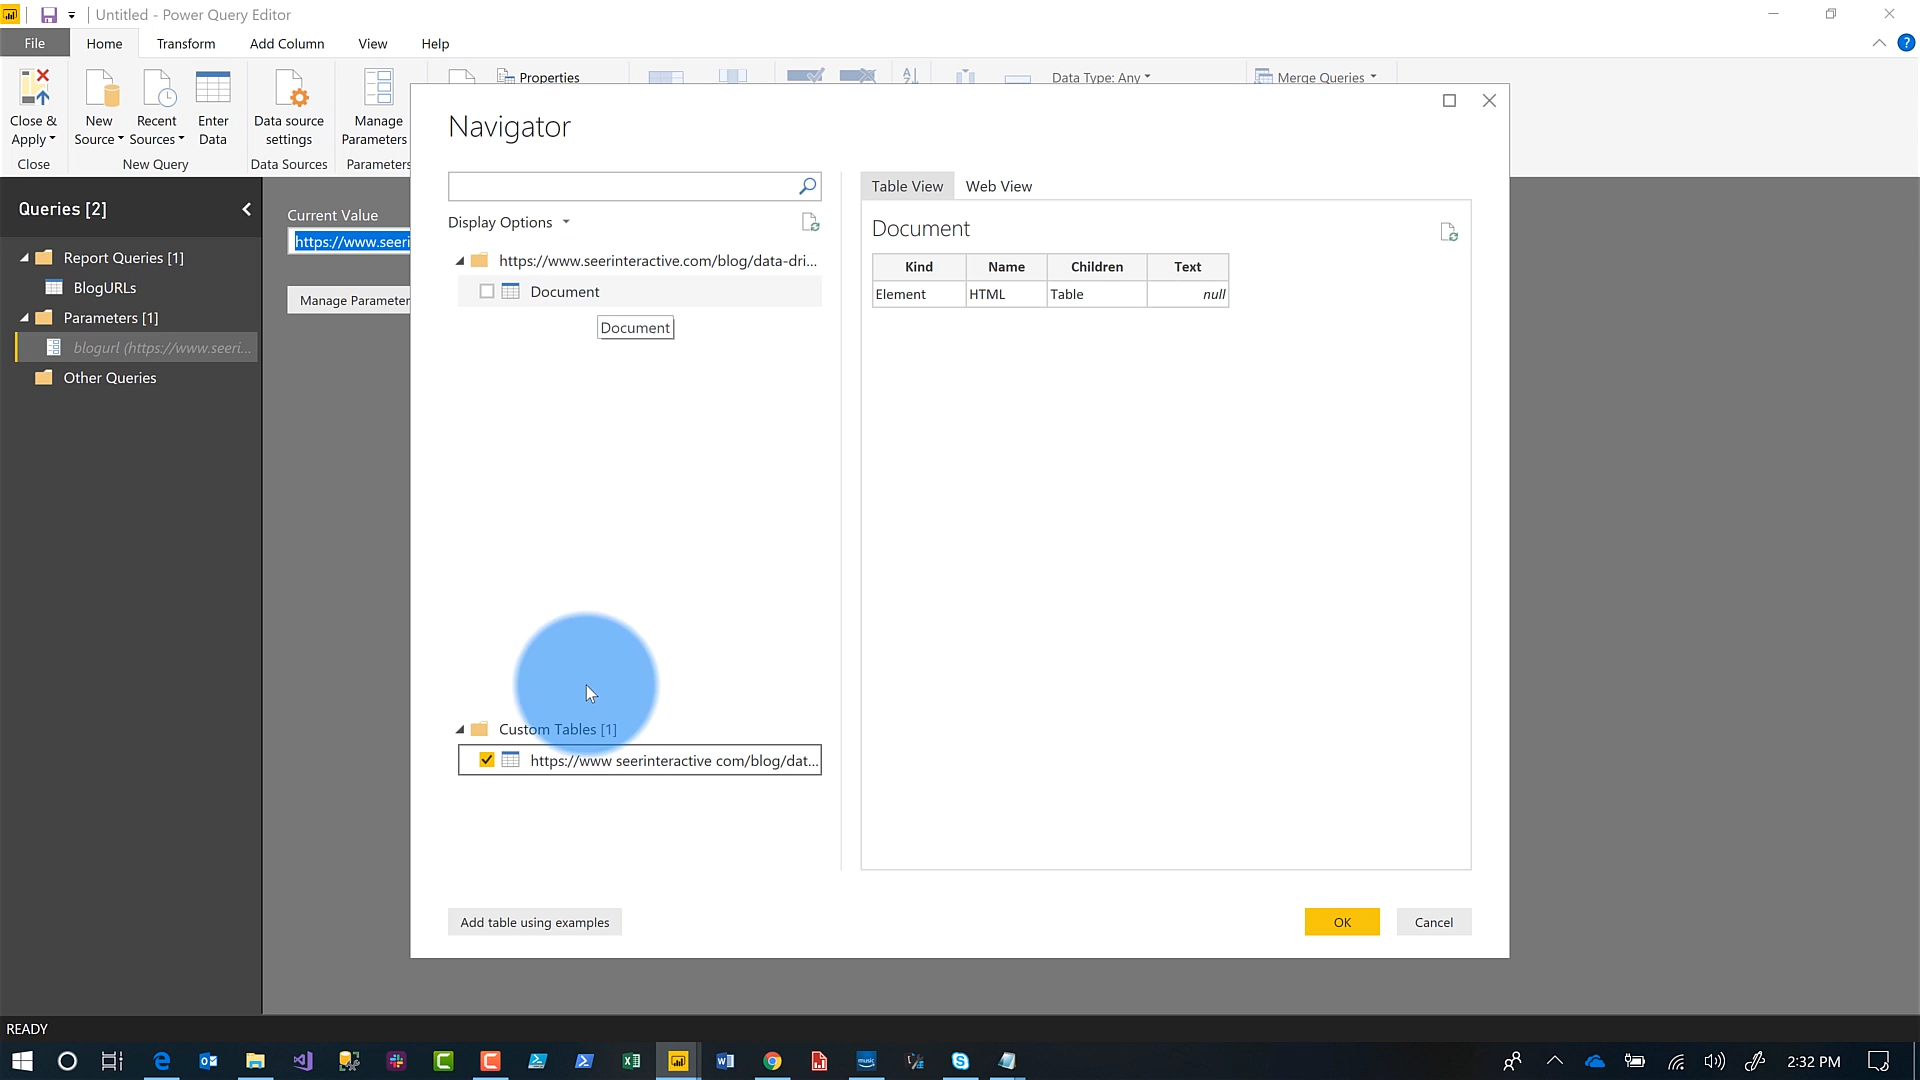 Untitled - Power Query Editor
File
Home
Transform
Add Column
View
Help
Close & Apply
New Source
Recent Sources
Enter Data
Data source settings
Manage Parameters
Properties
Data Type: Any
Merge Queries
Close
New Query
Data Sources
Parameters
Queries [2]
Report Queries [1]
BlogURLs
Parameters [1]
blogurl (https://www.seeri...
Other Queries
Current Value
https://www.seeri
Manage Parameter
Navigator
Display Options
https://www.seerinteractive.com/blog/data-dri...
Document
Document
Custom Tables [1]
https://www seerinteractive com/blog/dat...
Table View
Web View
Document
Kind Name Children Text
Element HTML Table null
Add table using examples
OK
Cancel
READY
music
2:32 PM